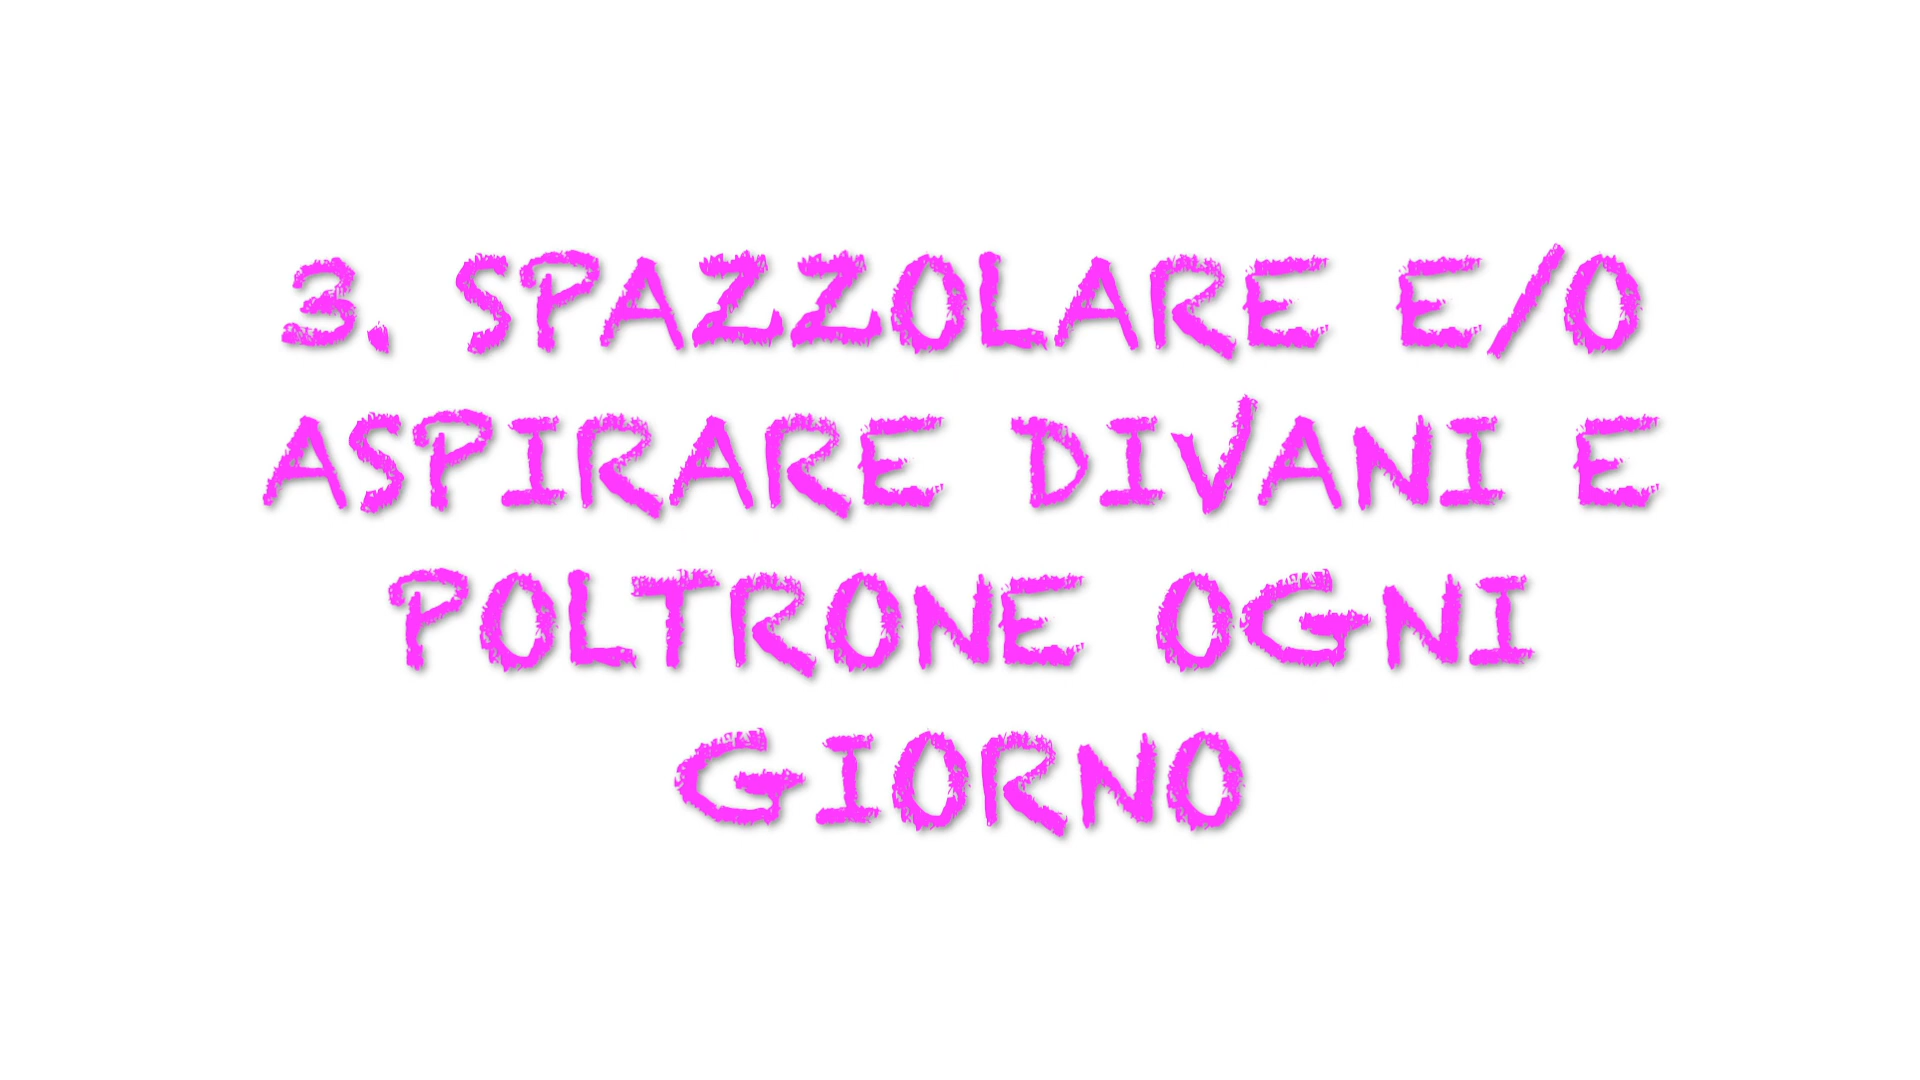 3. SPAZZOLARE E/O
ASPIRARE DIVANI E
POLTRONE OGNI
GIORNO